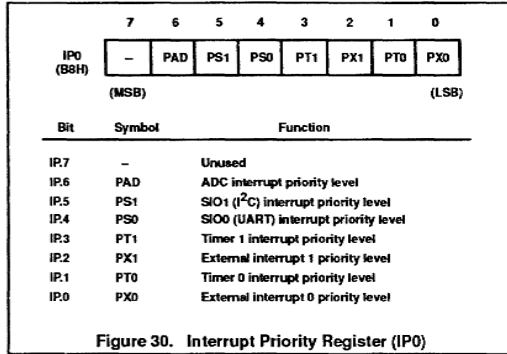 7 6 5 4 3 2 1 0
IP0 (B8H) – PAD PS1 PS0 PT1 PX1 PT0 PX0
(MSB) (LSB)
Bit Symbol Function
IP.7 – Unused
IP.6 PAD ADC interrupt priority level
IP.5 PS1 SIO1 (I²C) interrupt priority level
IP.4 PS0 SIO0 (UART) interrupt priority level
IP.3 PT1 Timer 1 interrupt priority level
IP.2 PX1 External interrupt 1 priority level
IP.1 PT0 Timer 0 interrupt priority level
IP.0 PX0 External interrupt 0 priority level
Figure 30. Interrupt Priority Register (IP0)